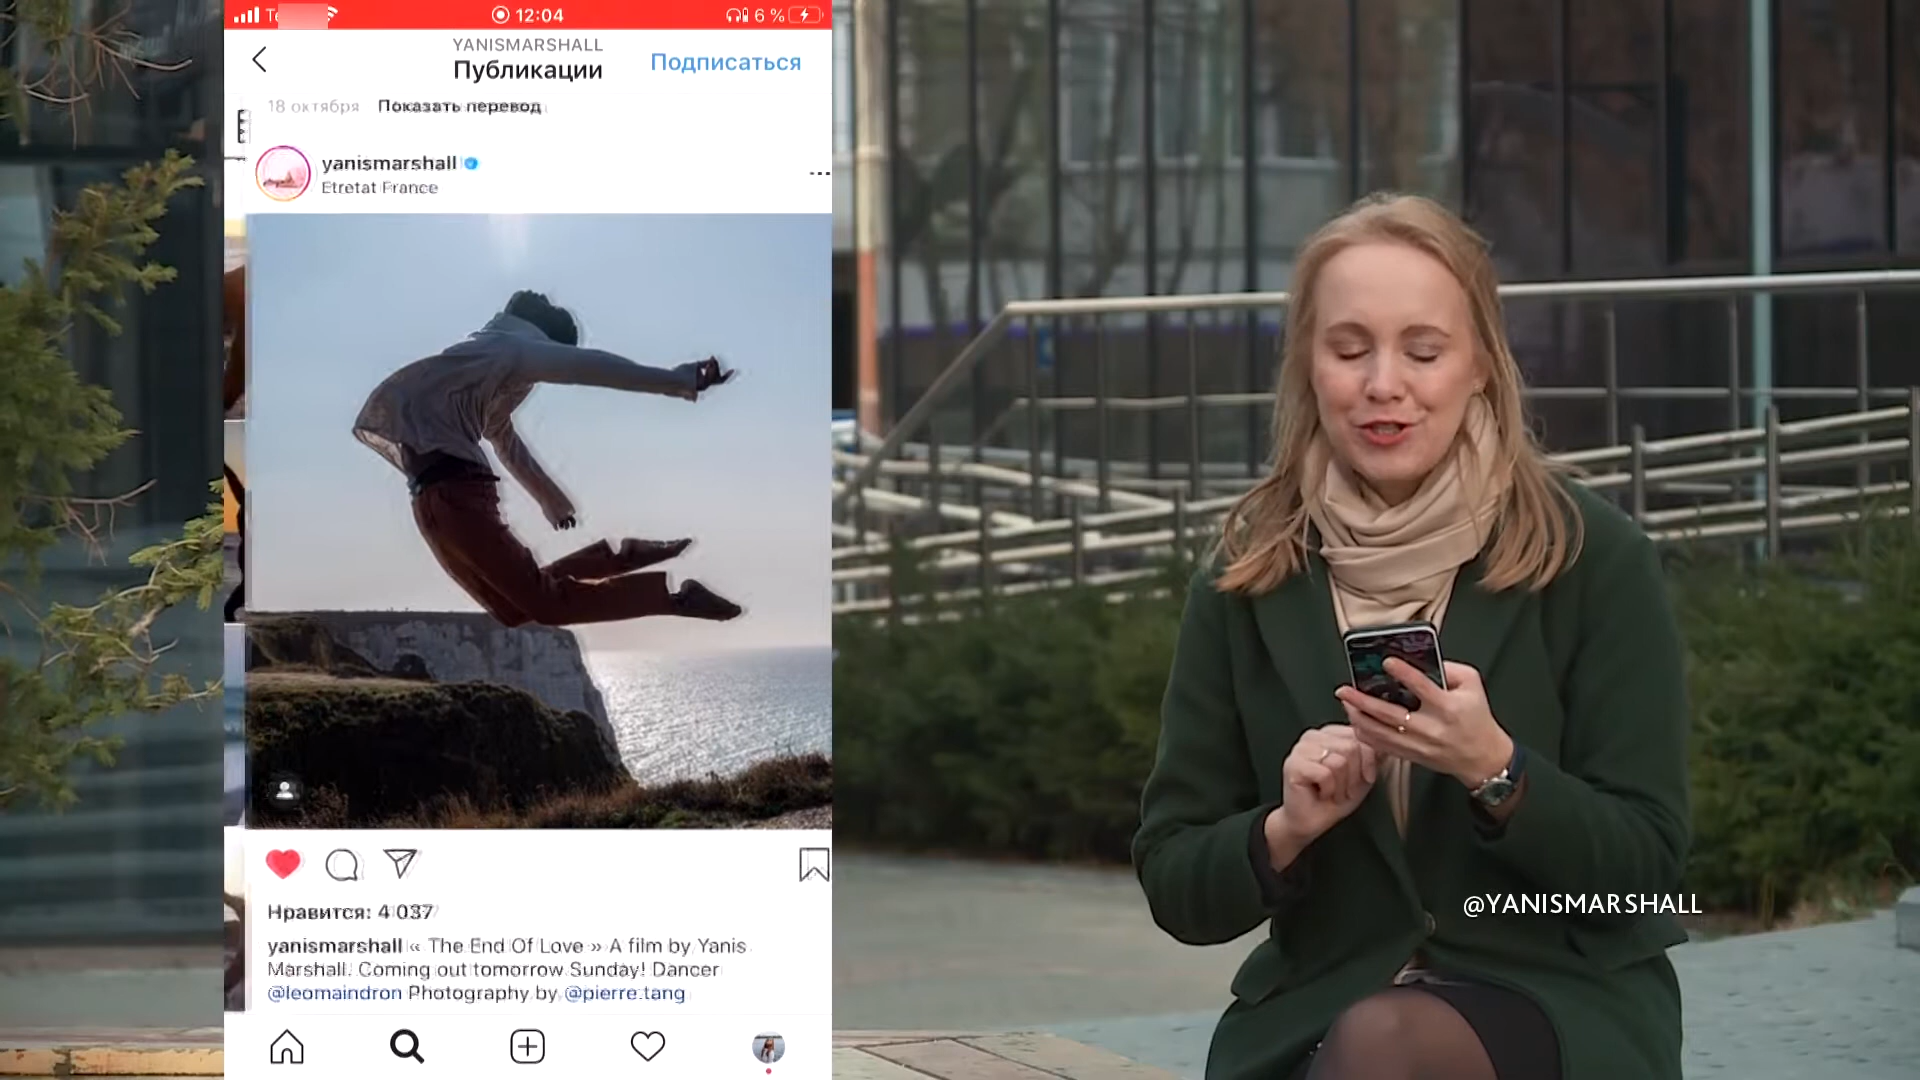 12:04
6 %
YANISMARSHALL
Публикации
Подписаться
18 октября Показать перевод
yanismarshall
Etretat France
Нравится: 4 037
yanismarshall « The End Of Love » A film by Yanis
Marshall. Coming out tomorrow Sunday! Dancer
@leomaindron Photography by @pierre.tang
@YANISMARSHALL